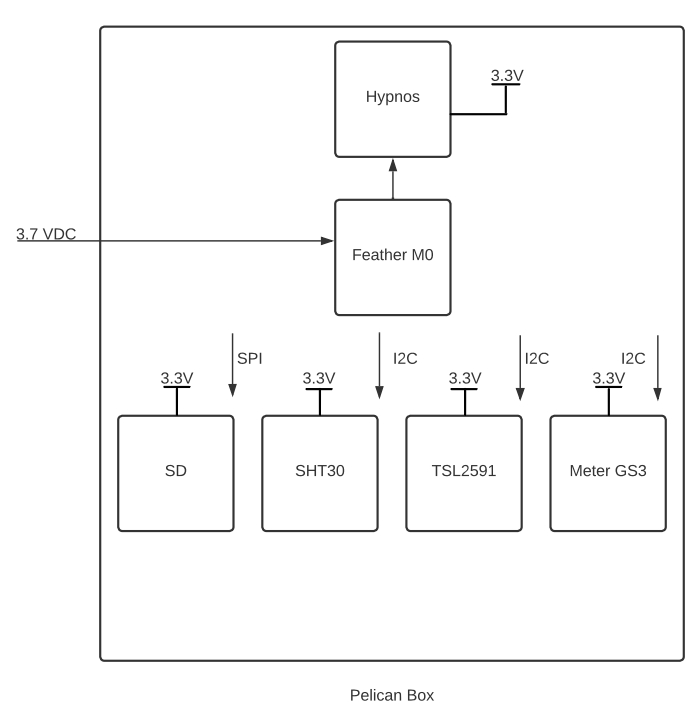 3.3V
Hypnos
3.7 VDC
Feather M0
SPI
I2C
I2C
I2C
3.3V
3.3V
3.3V
3.3V
SD
SHT30
TSL2591
Meter GS3
Pelican Box